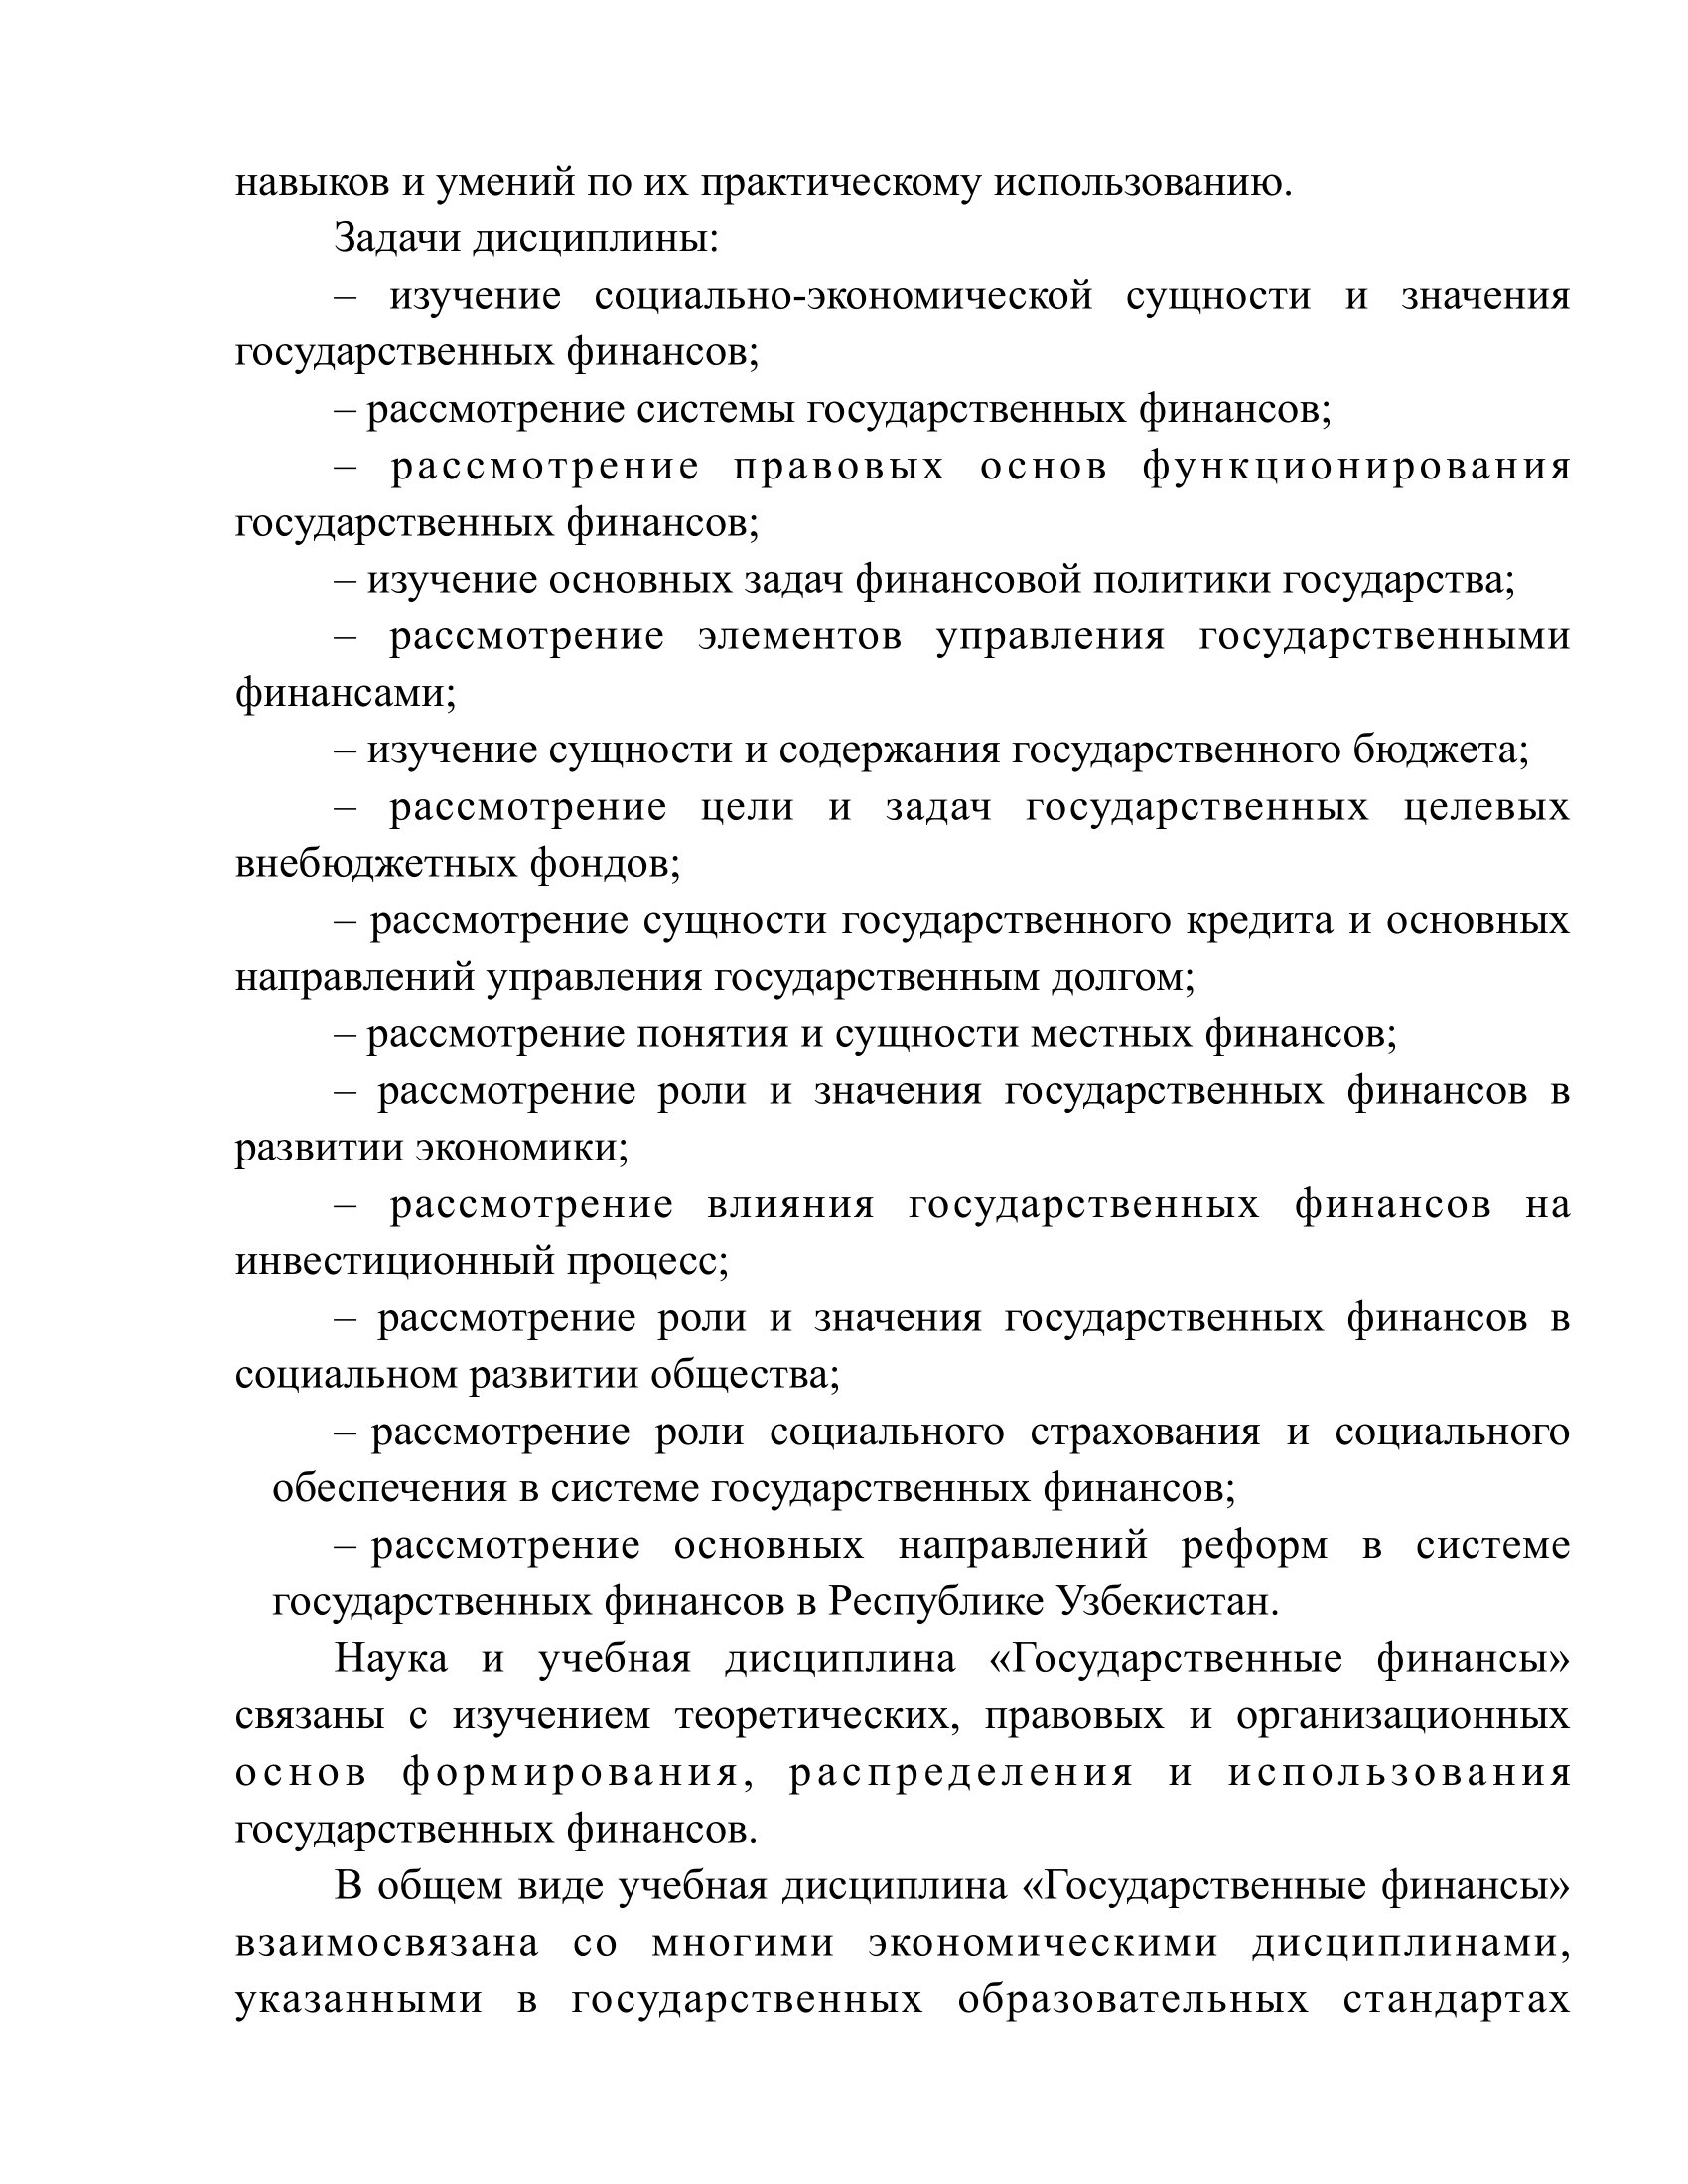 навыков и умений по их практическому использованию.
Задачи дисциплины:
– изучение социально-экономической сущности и значения
государственных финансов;
– рассмотрение системы государственных финансов;
– рассмотрение правовых основ функционирования
государственных финансов;
– изучение основных задач финансовой политики государства;
– рассмотрение элементов управления государственными
финансами;
– изучение сущности и содержания государственного бюджета;
– рассмотрение цели и задач государственных целевых
внебюджетных фондов;
– рассмотрение сущности государственного кредита и основных
направлений управления государственным долгом;
– рассмотрение понятия и сущности местных финансов;
– рассмотрение роли и значения государственных финансов в
развитии экономики;
– рассмотрение влияния государственных финансов на
инвестиционный процесс;
– рассмотрение роли и значения государственных финансов в
социальном развитии общества;
– рассмотрение роли социального страхования и социального
обеспечения в системе государственных финансов;
– рассмотрение основных направлений реформ в системе
государственных финансов в Республике Узбекистан.
Наука и учебная дисциплина «Государственные финансы»
связаны с изучением теоретических, правовых и организационных
основ формирования, распределения и использования
государственных финансов.
В общем виде учебная дисциплина «Государственные финансы»
взаимосвязана со многими экономическими дисциплинами,
указанными в государственных образовательных стандартах